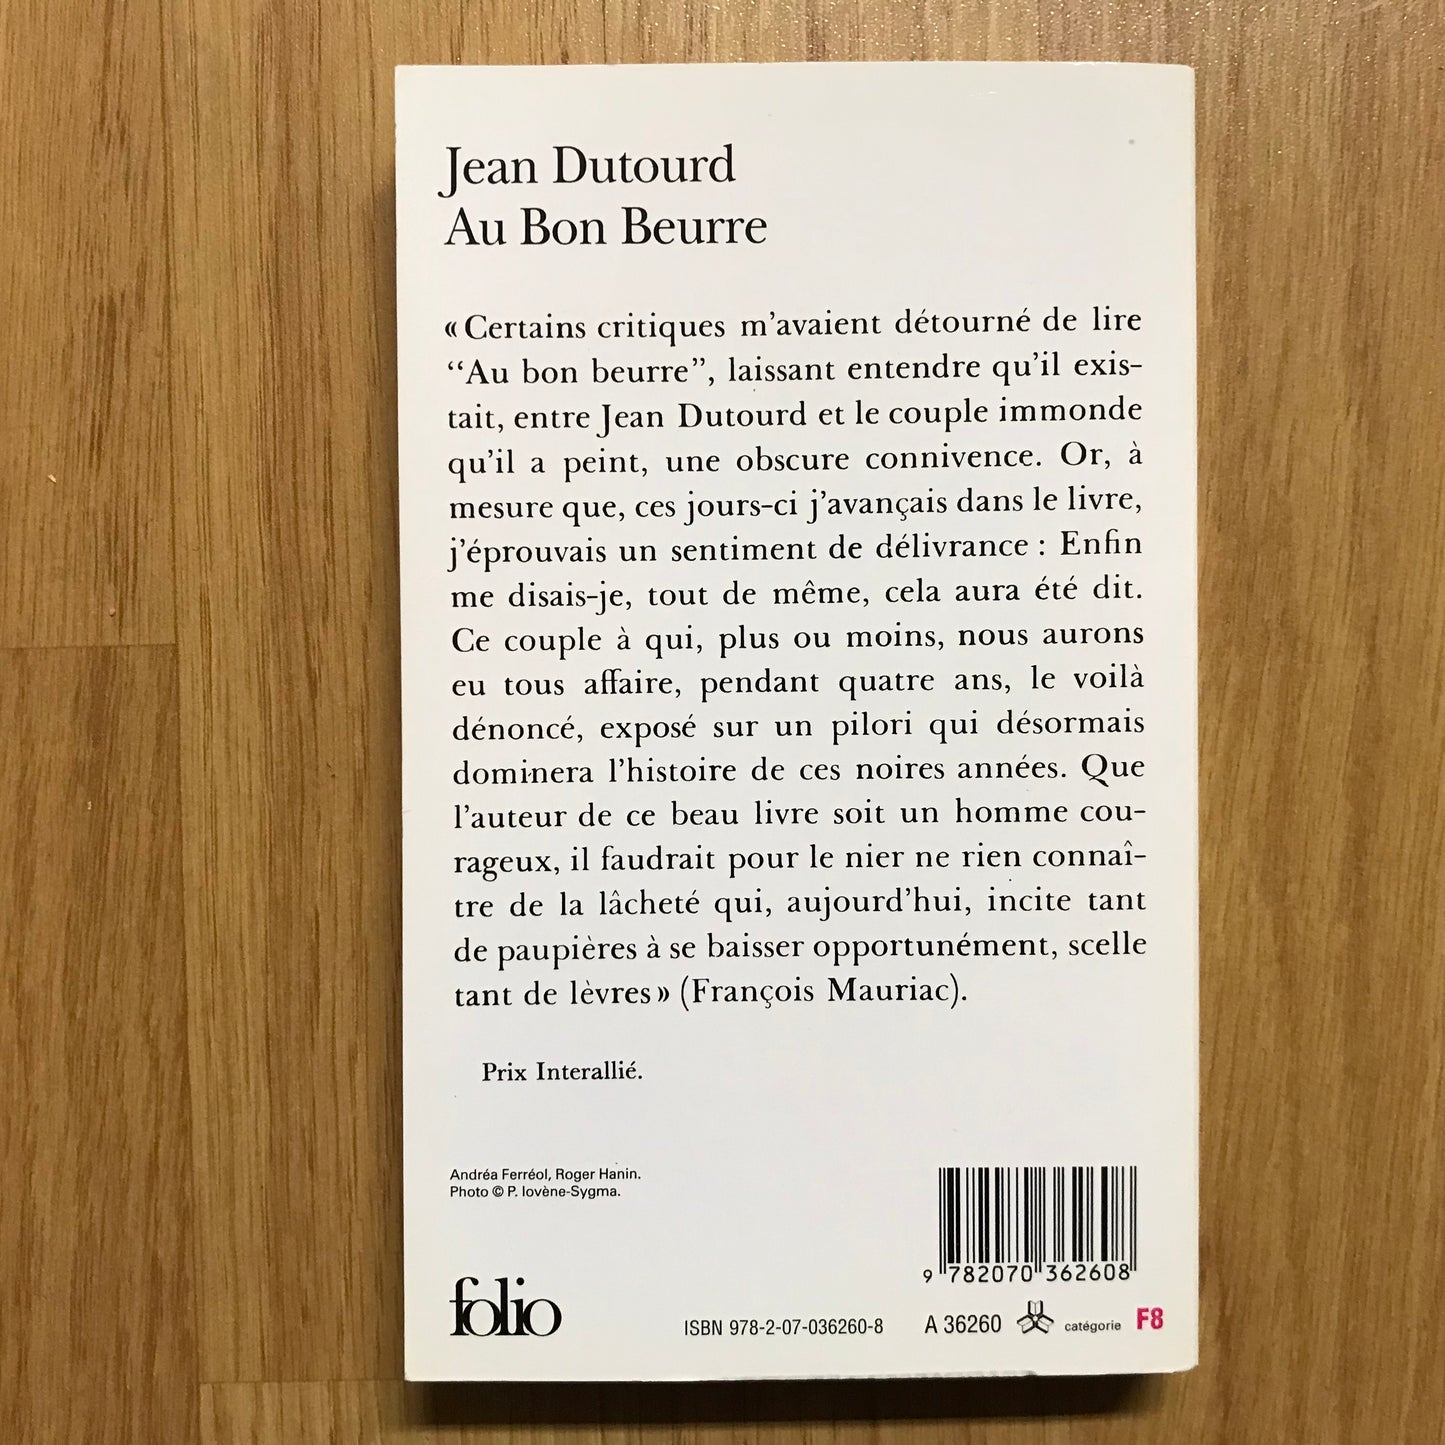 Jean Dutourd
Au Bon Beurre
« Certains critiques m’avaient détourné de lire
‘‘Au bon beurre’’, laissant entendre qu’il exis-
tait, entre Jean Dutourd et le couple immonde
qu’il a peint, une obscure connivence. Or, à
mesure que, ces jours-ci j’avançais dans le livre,
j’éprouvais un sentiment de délivrance : Enfin
me disais-je, tout de même, cela aura été dit.
Ce couple à qui, plus ou moins, nous aurons
eu tous affaire, pendant quatre ans, le voilà
dénoncé, exposé sur un pilori qui désormais
dominera l’histoire de ces noires années. Que
l’auteur de ce beau livre soit un homme cou-
rageux, il faudrait pour le nier ne rien connaî-
tre de la lâcheté qui, aujourd’hui, incite tant
de paupières à se baisser opportunément, scelle
tant de lèvres » (François Mauriac).
Prix Interallié.
Andréa Ferréol, Roger Hanin.
Photo © P. Iovène-Sygma.
9 782070 362608
folio
ISBN 978-2-07-036260-8 A 36260 catégorie F8